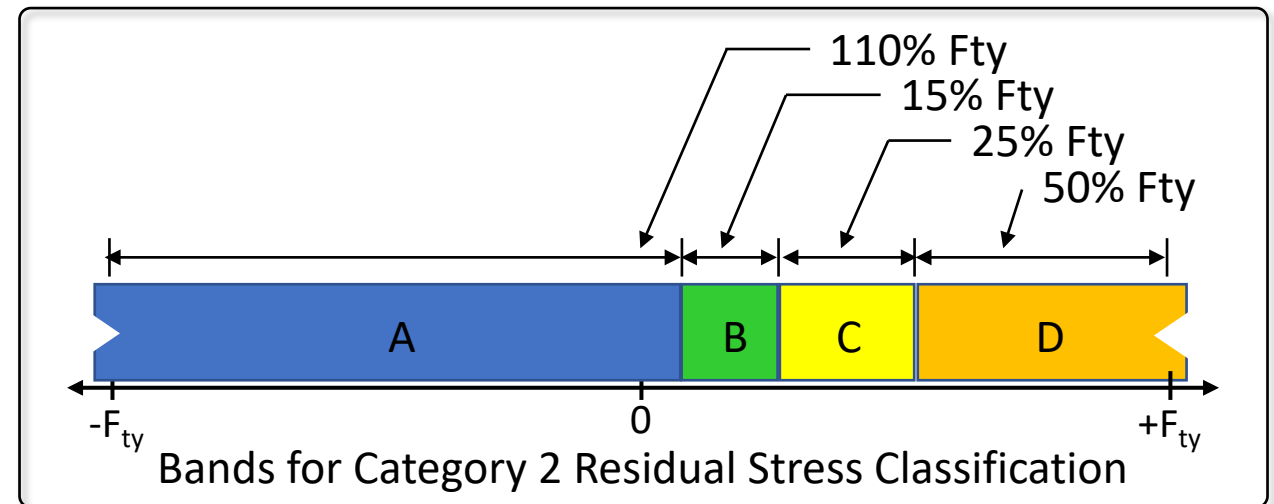 110% Fty
15% Fty
25% Fty
50% Fty
A B C D
-Fty 0 +Fty
Bands for Category 2 Residual Stress Classification